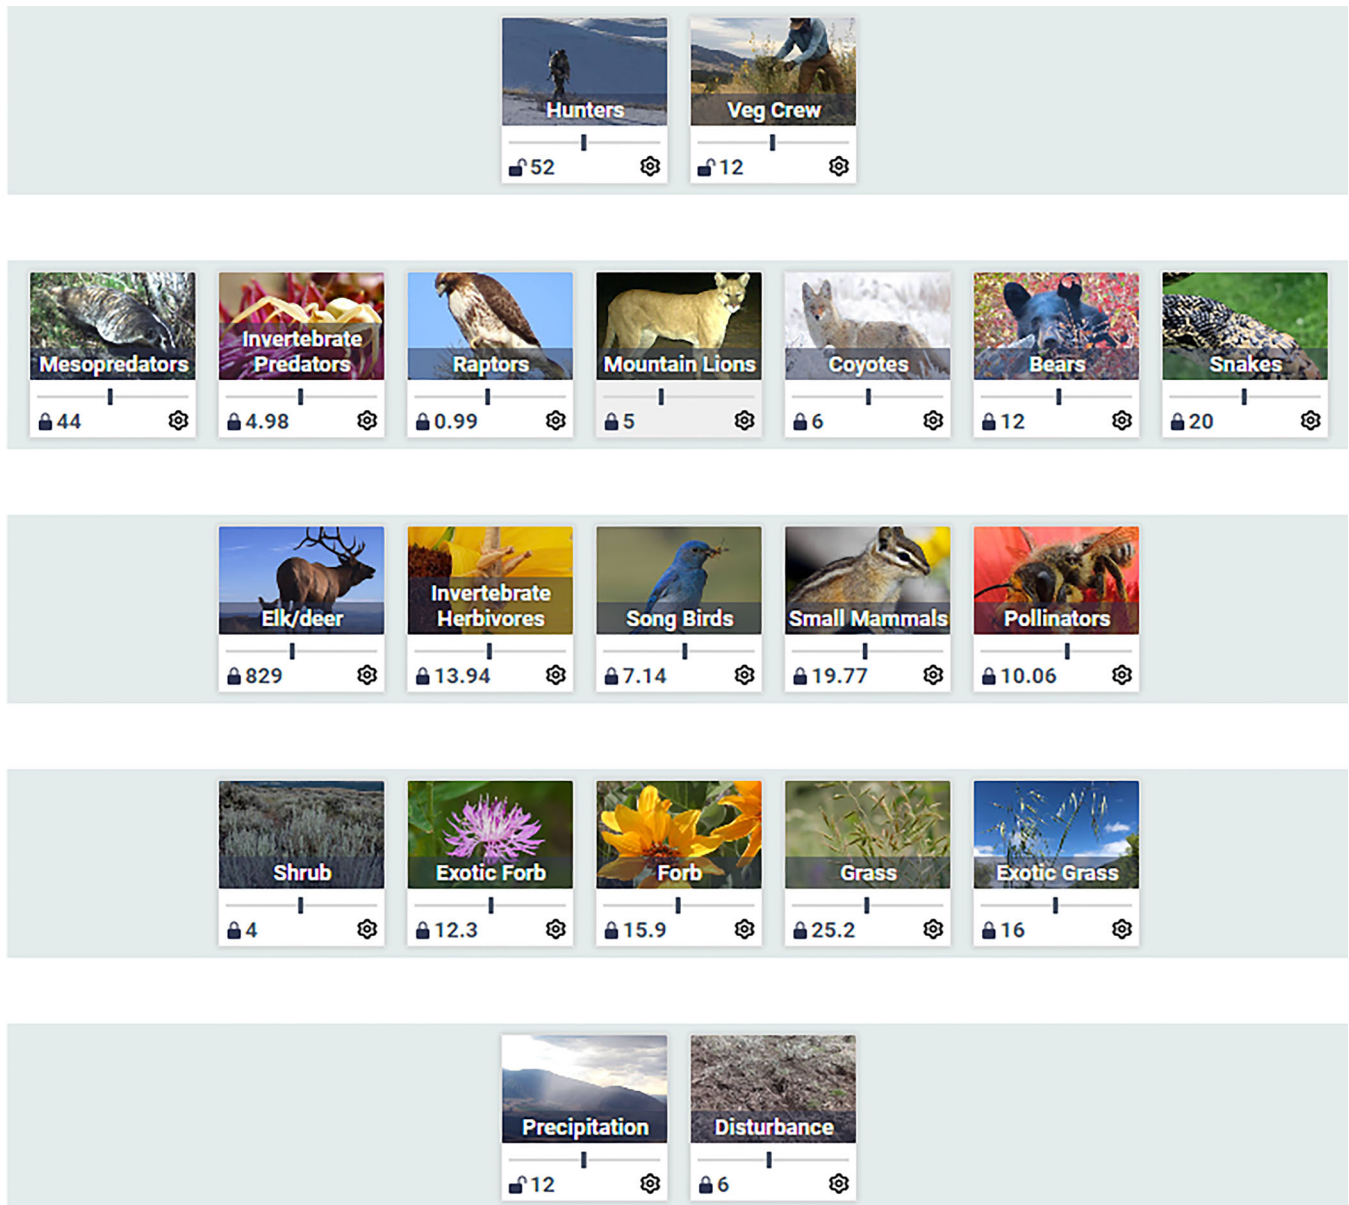 Hunters
Veg Crew
52
12
Mesopredators
Invertebrate
Predators
Raptors
Mountain Lions
Coyotes
Bears
Snakes
44
4.98
0.99
5
6
12
20
Elk/deer
Invertebrate
Herbivores
Song Birds
Small Mammals
Pollinators
829
13.94
7.14
19.77
10.06
Shrub
Exotic Forb
Forb
Grass
Exotic Grass
4
12.3
15.9
25.2
16
Precipitation
Disturbance
12
6